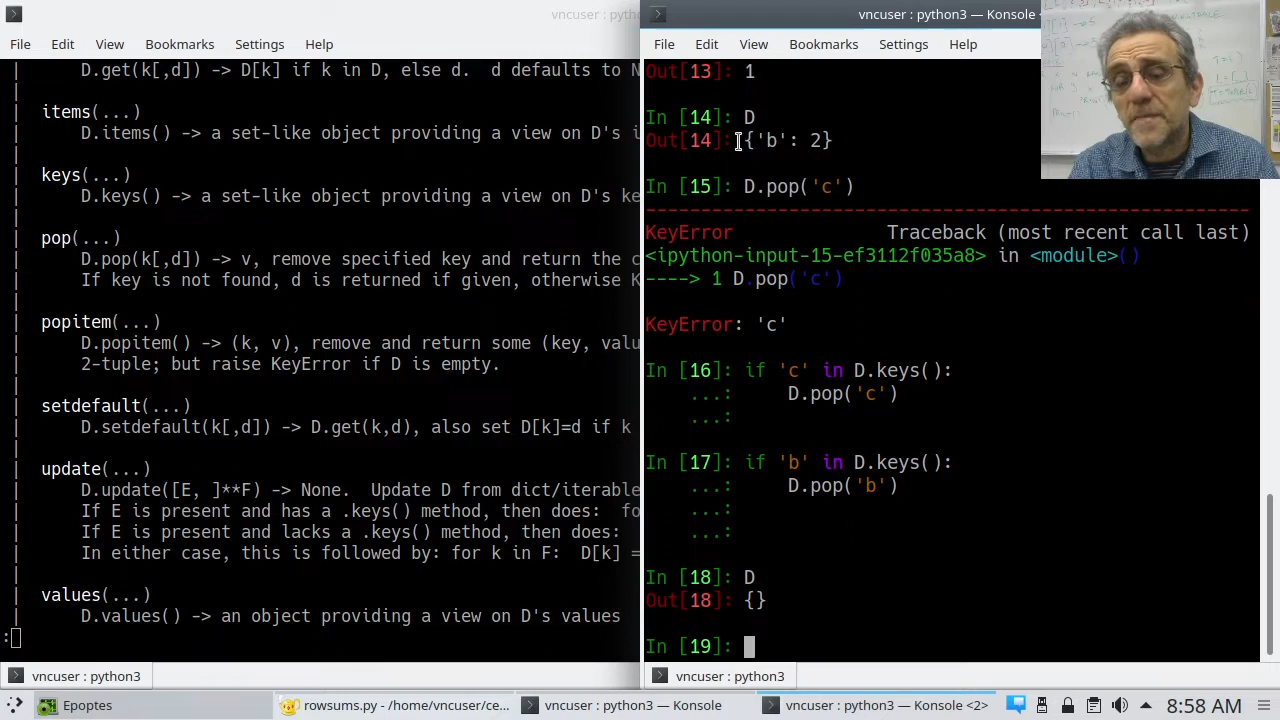 vncuser : pytho
vncuser : python3 — Konsole
File Edit View Bookmarks Settings Help
File Edit View Bookmarks Settings Help
| D.get(k[,d]) -> D[k] if k in D, else d.  d defaults to N
|
| items(...)
| D.items() -> a set-like object providing a view on D's i
|
| keys(...)
| D.keys() -> a set-like object providing a view on D's ke
|
| pop(...)
| D.pop(k[,d]) -> v, remove specified key and return the c
| If key is not found, d is returned if given, otherwise K
|
| popitem(...)
| D.popitem() -> (k, v), remove and return some (key, valu
| 2-tuple; but raise KeyError if D is empty.
|
| setdefault(...)
| D.setdefault(k[,d]) -> D.get(k,d), also set D[k]=d if k
|
| update(...)
| D.update([E, ]**F) -> None.  Update D from dict/iterable
| If E is present and has a .keys() method, then does:  fo
| If E is present and lacks a .keys() method, then does:
| In either case, this is followed by: for k in F:  D[k] =
|
| values(...)
| D.values() -> an object providing a view on D's values
:
Out[13]: 1
In [14]: D
Out[14]: {'b': 2}
In [15]: D.pop('c')
---------------------------------------------------------------------------
KeyError Traceback (most recent call last)
<ipython-input-15-ef3112f035a8> in <module>()
----> 1 D.pop('c')
KeyError: 'c'
In [16]: if 'c' in D.keys():
...:     D.pop('c')
...:
In [17]: if 'b' in D.keys():
...:     D.pop('b')
...:
...:
In [18]: D
Out[18]: {}
In [19]:
vncuser : python3
vncuser : python3
Epoptes
rowsums.py - /home/vncuser/ce...
vncuser : python3 — Konsole
vncuser : python3 — Konsole <2>
8:58 AM